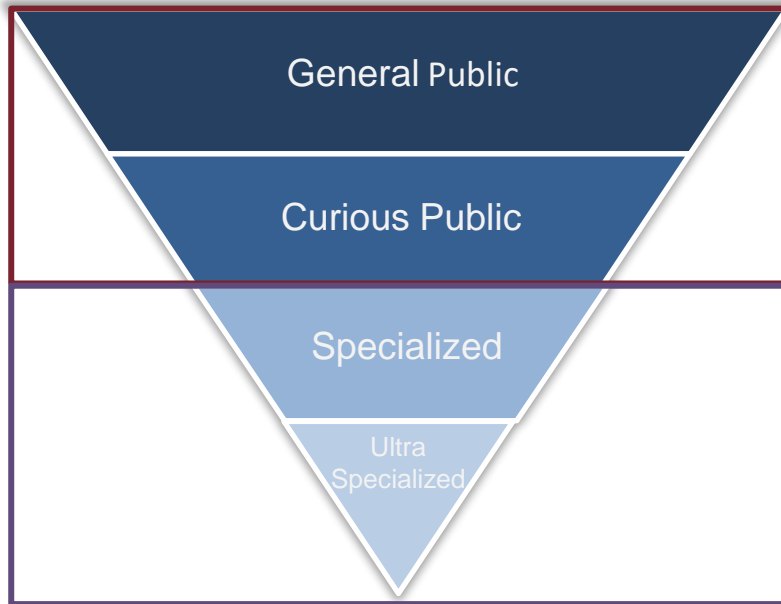 General Public
Curious Public
Specialized
Ultra
Specialized